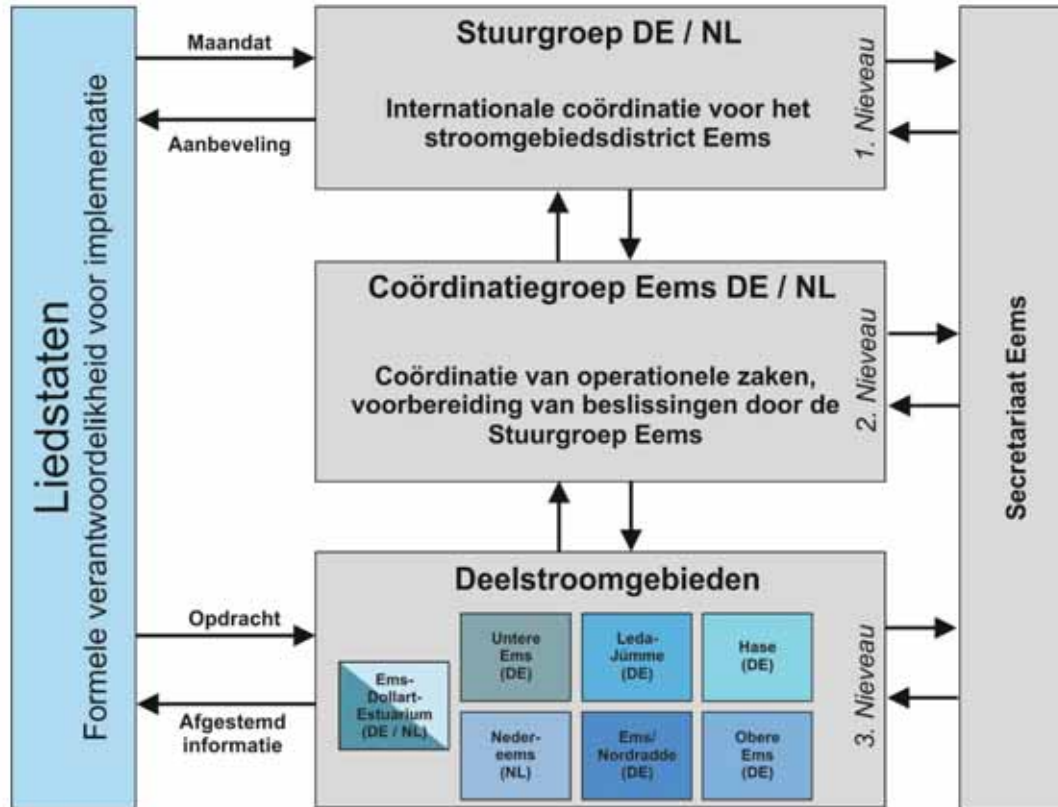 Liedstaten
Formele verantwoordelikheid voor implementatie
Maandat
Aanbeveling
Stuurgroep DE / NL
Internationale coördinatie voor het
stroomgebiedsdistrict Eems
1. Nieveau
Coördinatiegroep Eems DE / NL
Coördinatie van operationele zaken,
voorbereiding van beslissingen door de
Stuurgroep Eems
2. Nieveau
Opdracht
Afgestemd
informatie
Deelstroomgebieden
Ems-
Dollart-
Estuarium
(DE / NL)
Untere
Ems
(DE)
Leda-
Jümme
(DE)
Hase
(DE)
Neder-
eems
(NL)
Ems/
Nordradde
(DE)
Obere
Ems
(DE)
3. Nieveau
Secretariaat Eems